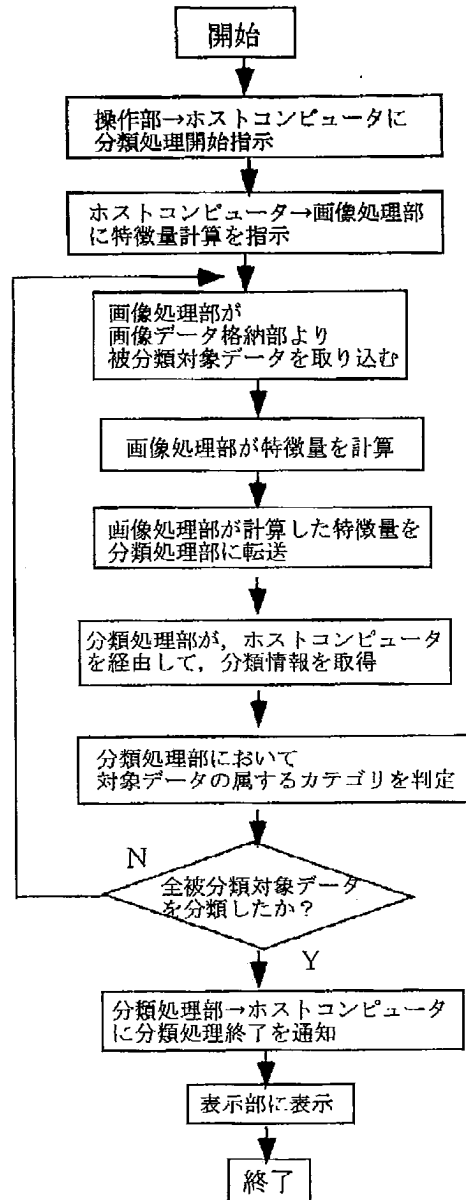 開始
操作部→ホストコンピュータに
分類処理開始指示
ホストコンピュータ→画像処理部
に特徴量計算を指示
画像処理部が
画像データ格納部より
被分類対象データを取り込む
画像処理部が特徴量を計算
画像処理部が計算した特徴量を
分類処理部に転送
分類処理部が，ホストコンピュータ
を経由して，分類情報を取得
分類処理部において
対象データの属するカテゴリを判定
N
全被分類対象データ
を分類したか？
Y
分類処理部→ホストコンピュータ
に分類処理終了を通知
表示部に表示
終了